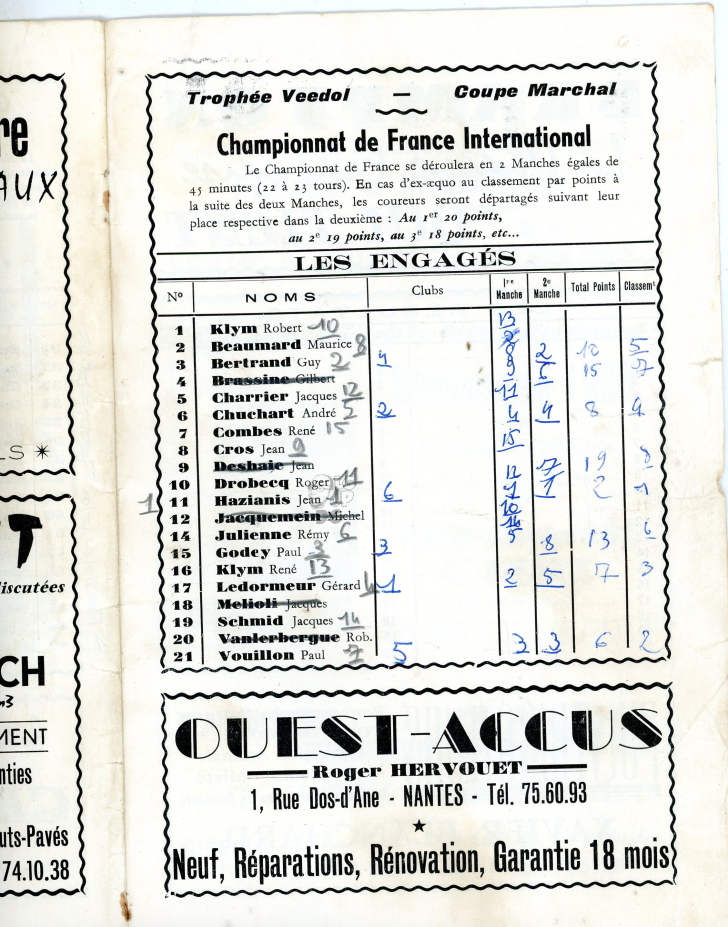 re
AUX
LS *
T
discutées
CH
MENT
nties
uts-Pavés
74.10.38
Trophée Veedol — Coupe Marchal
Championnat de France International
Le Championnat de France se déroulera en 2 Manches égales de
45 minutes (22 à 23 tours). En cas d'ex-æquo au classement par points à
la suite des deux Manches, les coureurs seront départagés suivant leur
place respective dans la deuxième : Au 1er 20 points,
au 2e 19 points, au 3e 18 points, etc...
LES ENGAGÉS
N° NOMS Clubs 1re Manche 2e Manche Total Points Classemt
1 Klym Robert 10 13
2 Beaumard Maurice 8 8 2 10 5
3 Bertrand Guy 2 4 9 6 15 7
4 Brassine Gilbert
5 Charrier Jacques 12 11
6 Chuchart André 2 4 4 8 4
7 Combes René 15
8 Cros Jean 9 15
9 Deshaie Jean
10 Drobecq Roger 11 12 7 19 8
1 11 Hazianis Jean 1 6 1 1 2 1
12 Jacquemein Michel
14 Julienne Rémy 6
15 Godey Paul 3 3 5 8 13 6
16 Klym René 13
17 Ledormeur Gérard 4 1 2 5 7 3
18 Melioli Jacques
19 Schmid Jacques 14
20 Vanlerbergue Rob.
21 Vouillon Paul 7 5 3 3 6 2
OUEST-ACCUS
Roger HERVOUET
1, Rue Dos-d'Ane - NANTES - Tél. 75.60.93
★
Neuf, Réparations, Rénovation, Garantie 18 mois